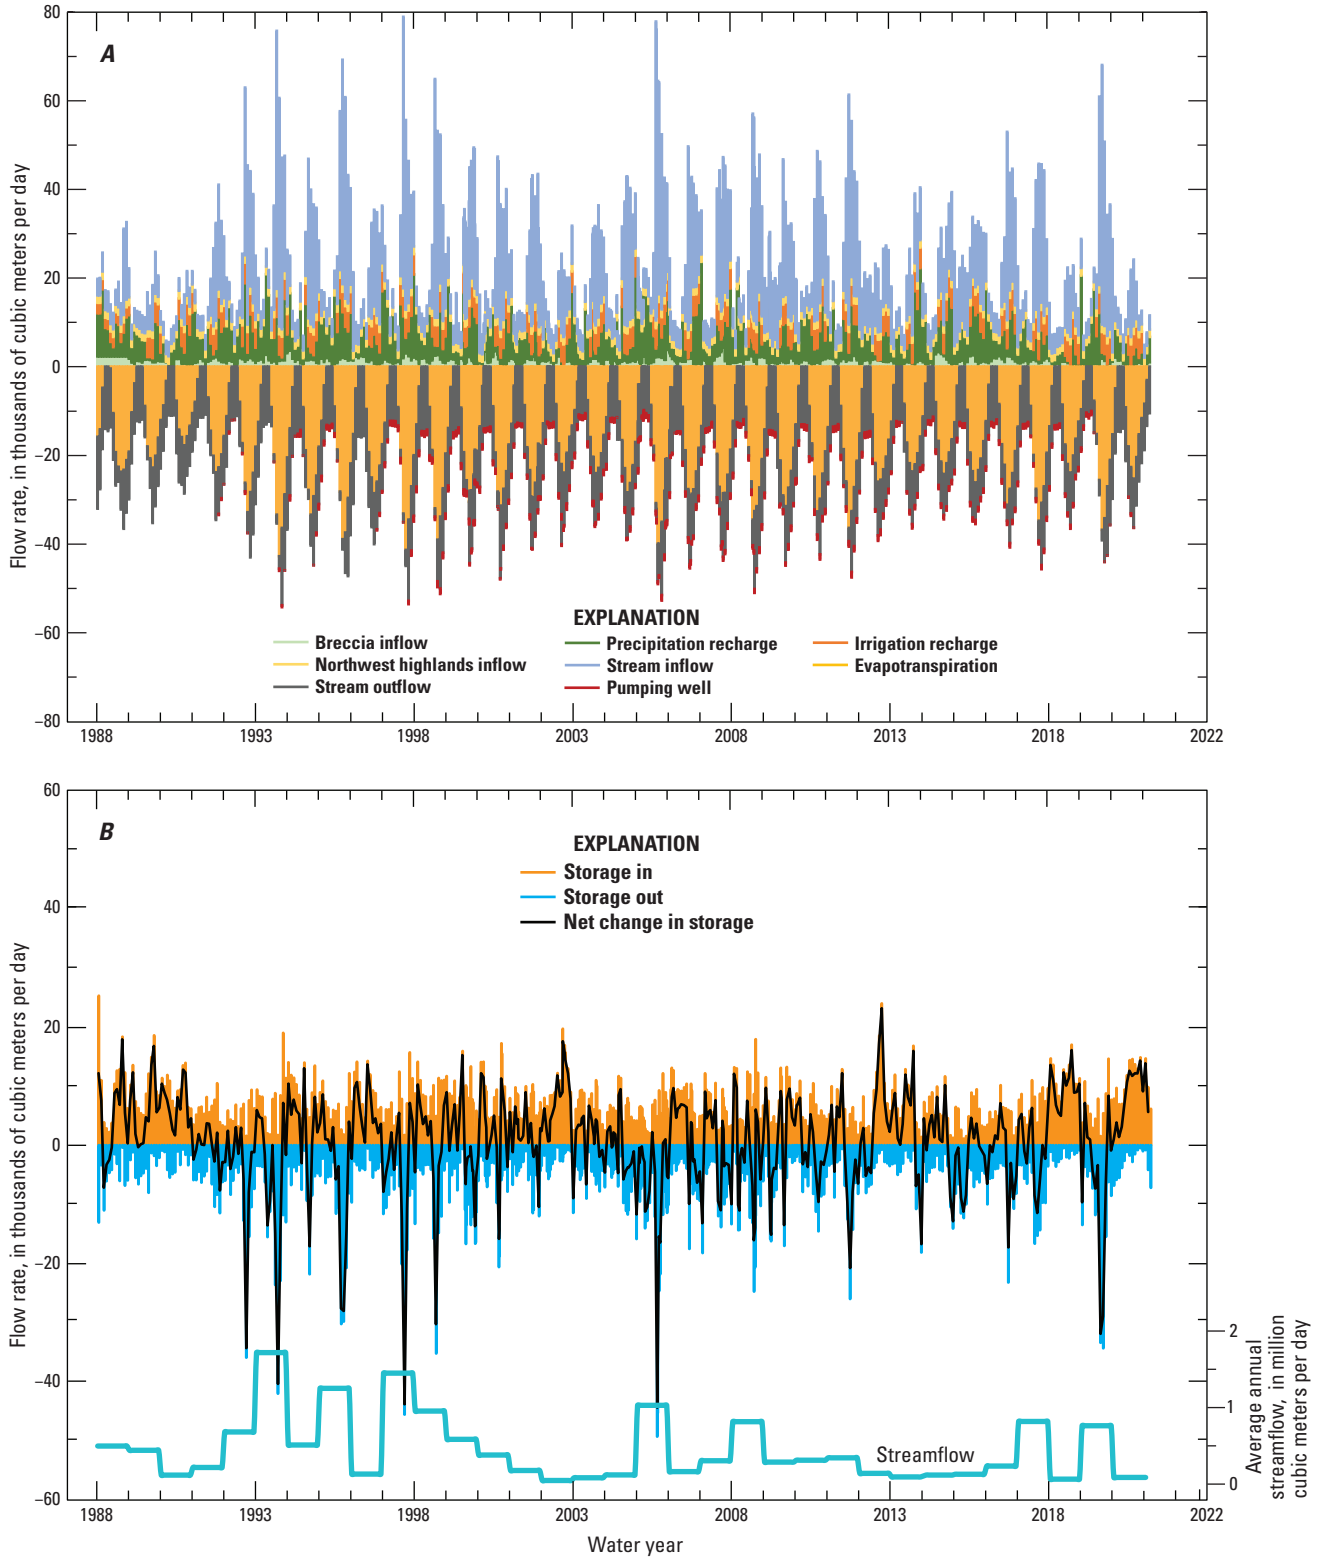 A
Flow rate, in thousands of cubic meters per day
80
60
40
20
0
–20
–40
–60
–80
EXPLANATION
Breccia inflow
Precipitation recharge
Irrigation recharge
Northwest highlands inflow
Stream inflow
Evapotranspiration
Stream outflow
Pumping well
1988 1993 1998 2003 2008 2013 2018 2022
B
Flow rate, in thousands of cubic meters per day
60
40
20
0
–20
–40
–60
EXPLANATION
Storage in
Storage out
Net change in storage
Streamflow
2
1
0
Average annual
streamflow, in million
cubic meters per day
1988 1993 1998 2003 2008 2013 2018 2022
Water year